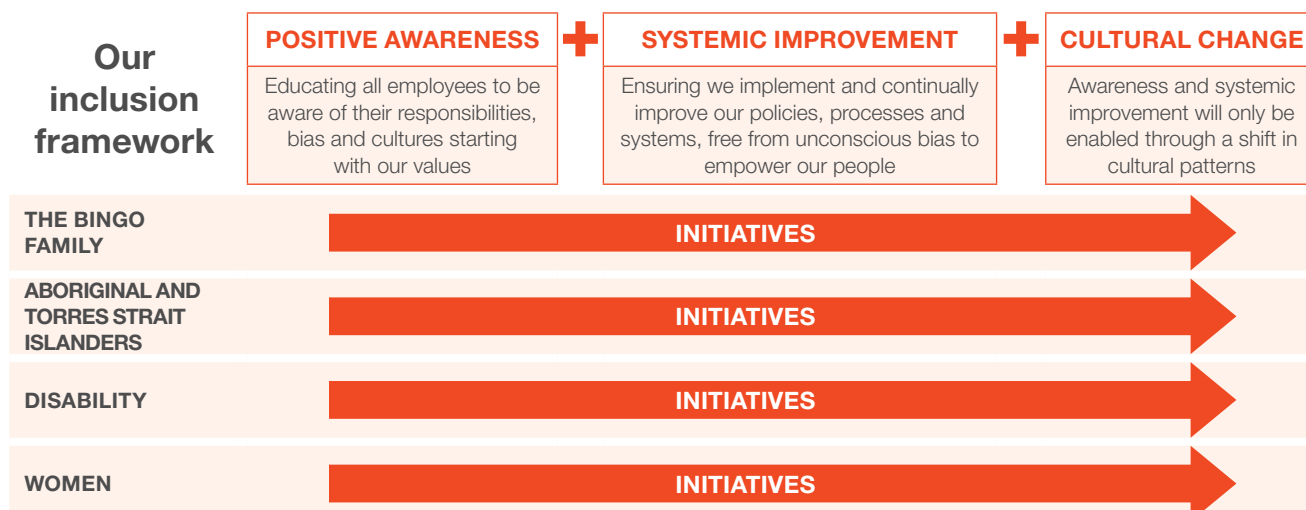 Our
inclusion
framework
POSITIVE AWARENESS
Educating all employees to be
aware of their responsibilities,
bias and cultures starting
with our values
+
SYSTEMIC IMPROVEMENT
Ensuring we implement and continually
improve our policies, processes and
systems, free from unconscious bias to
empower our people
+
CULTURAL CHANGE
Awareness and systemic
improvement will only be
enabled through a shift in
cultural patterns
THE BINGO
FAMILY
INITIATIVES
ABORIGINAL AND
TORRES STRAIT
ISLANDERS
INITIATIVES
DISABILITY
INITIATIVES
WOMEN
INITIATIVES